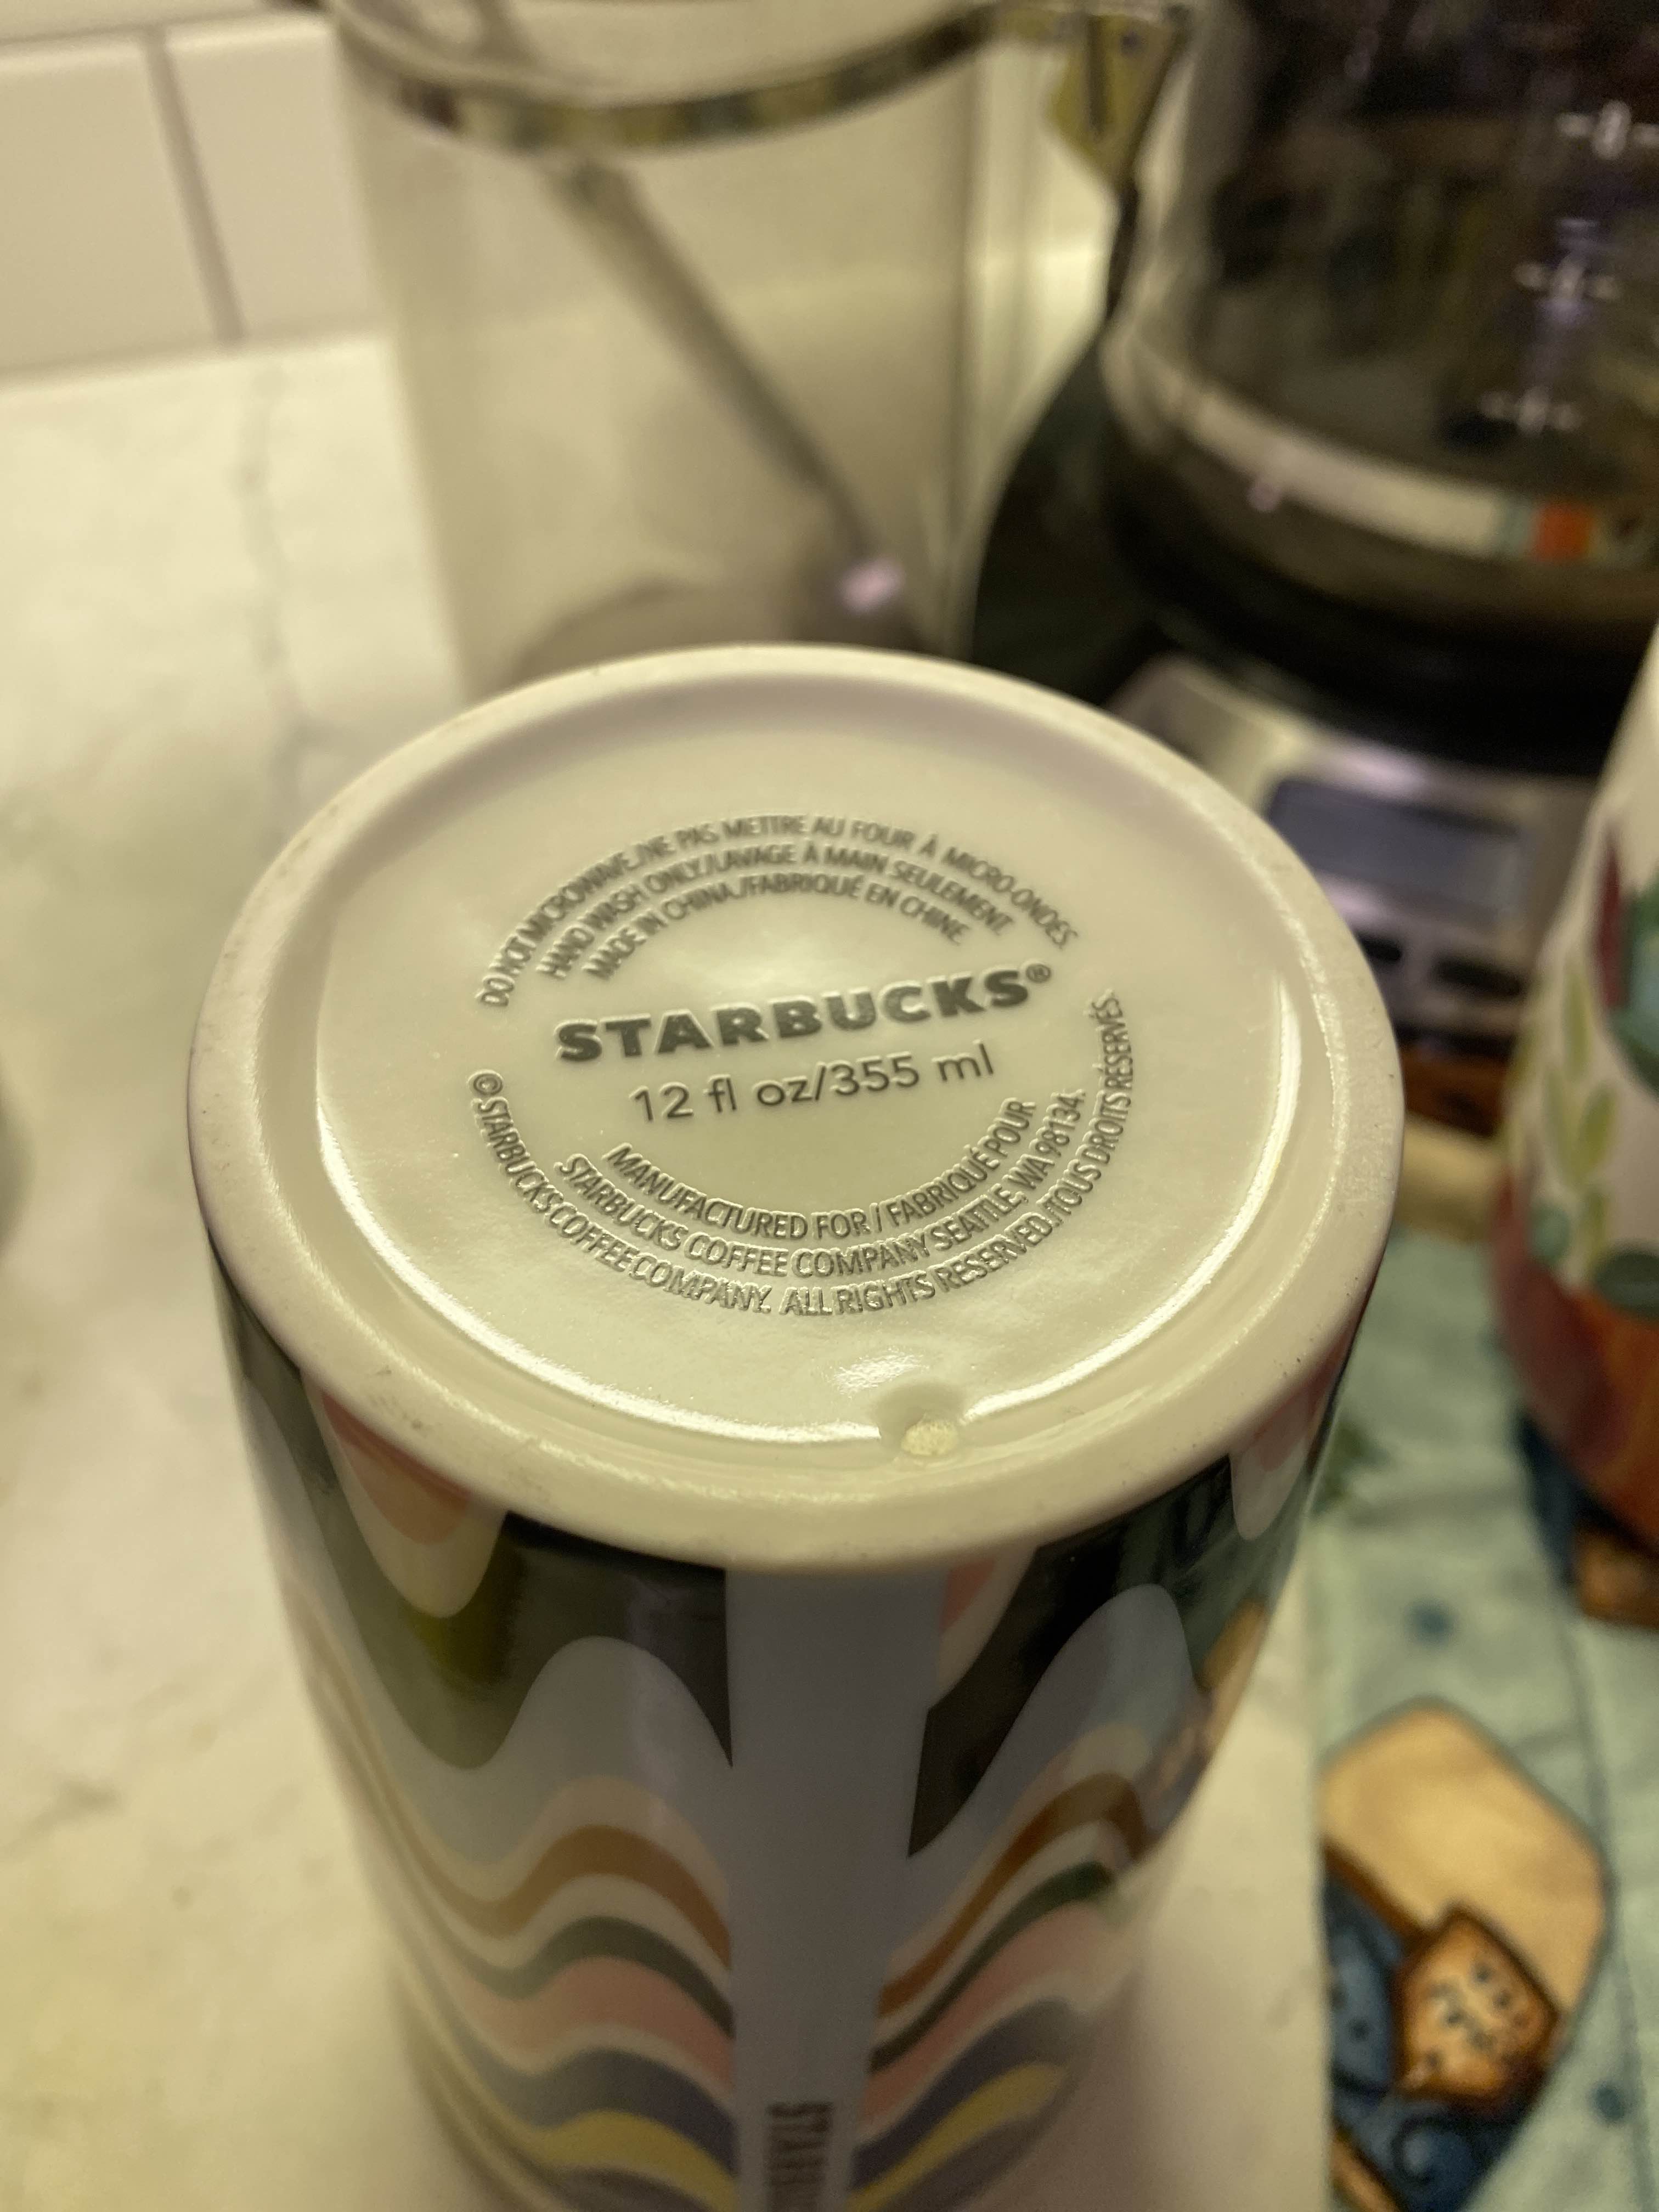 DO NOT MICROWAVE./NE PAS METTRE AU FOUR À MICRO-ONDES.
HAND WASH ONLY./LAVAGE À MAIN SEULEMENT.
MADE IN CHINA./FABRIQUÉ EN CHINE.
STARBUCKS®
12 fl oz/355 ml
MANUFACTURED FOR / FABRIQUÉ POUR
STARBUCKS COFFEE COMPANY SEATTLE, WA 98134.
© STARBUCKS COFFEE COMPANY. ALL RIGHTS RESERVED./TOUS DROITS RÉSERVÉS.